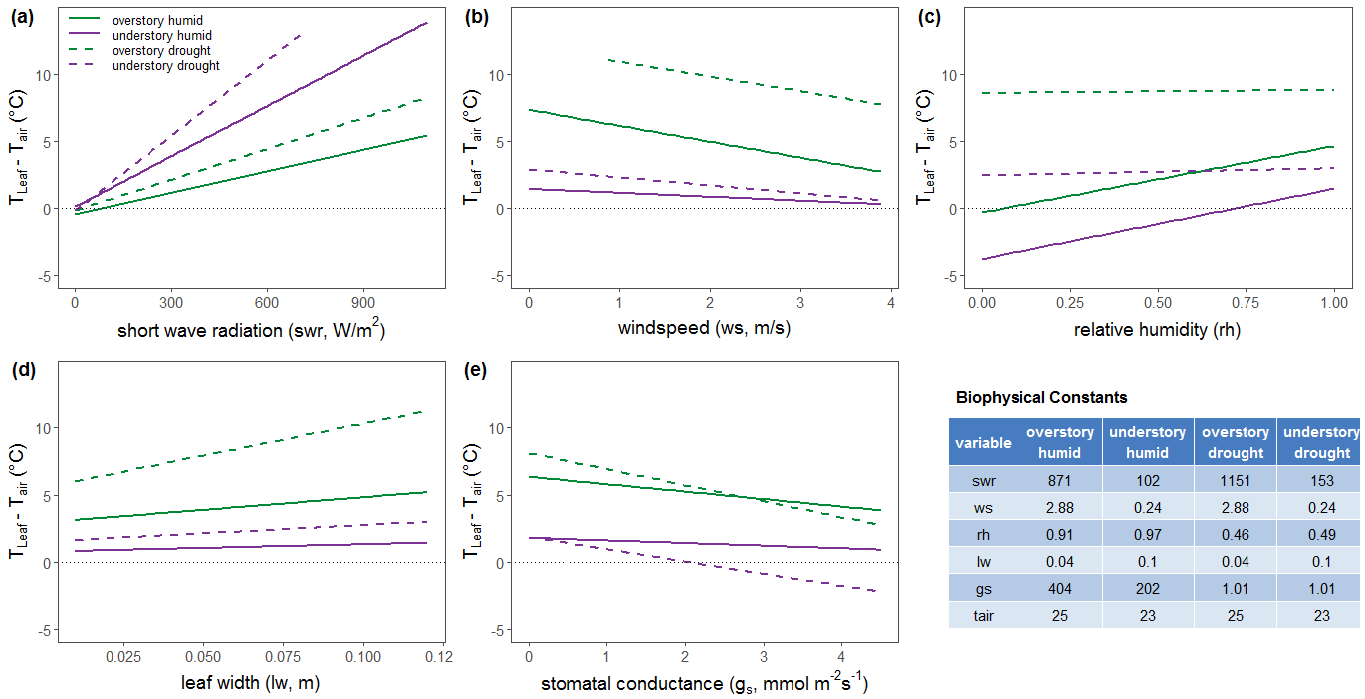 (a)
overstory humid
understory humid
overstory drought
understory drought
10
5
0
-5
T_Leaf - T_air (°C)
0 300 600 900
short wave radiation (swr, W/m²)
(b)
10
5
0
-5
T_Leaf - T_air (°C)
0 1 2 3 4
windspeed (ws, m/s)
(c)
10
5
0
-5
T_Leaf - T_air (°C)
0.00 0.25 0.50 0.75 1.00
relative humidity (rh)
(d)
10
5
0
-5
T_Leaf - T_air (°C)
0.025 0.050 0.075 0.100 0.12
leaf width (lw, m)
(e)
10
5
0
-5
T_Leaf - T_air (°C)
0 1 2 3 4
stomatal conductance (g_s, mmol m⁻²s⁻¹)
Biophysical Constants
variable overstory humid understory humid overstory drought understory drought
swr 871 102 1151 153
ws 2.88 0.24 2.88 0.24
rh 0.91 0.97 0.46 0.49
lw 0.04 0.1 0.04 0.1
gs 404 202 1.01 1.01
tair 25 23 25 23